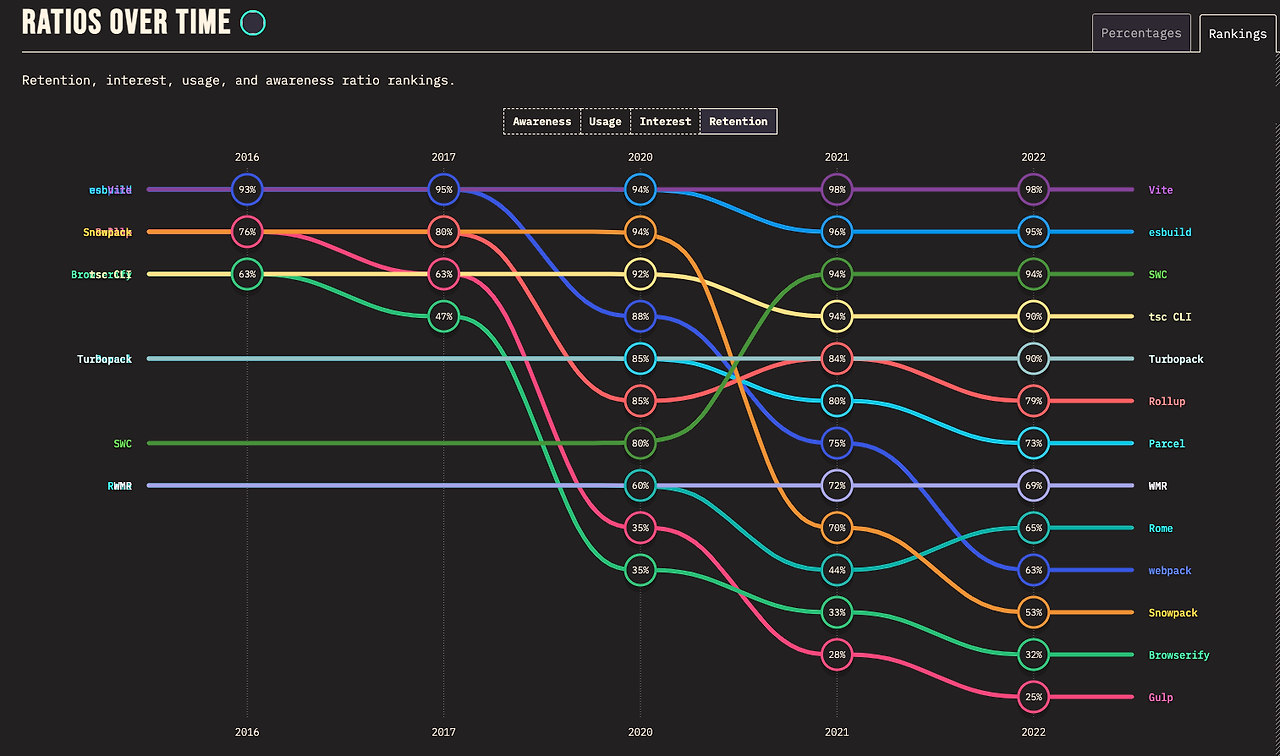 RATIOS OVER TIME
Percentages
Rankings
Retention, interest, usage, and awareness ratio rankings.
Awareness Usage Interest Retention
2016 2017 2020 2021 2022
93% 95% 94% 98% 98% Vite
Snowpack 76% 80% 94% 96% 95% esbuild
63% 63% 92% 94% 94% SWC
47% 88% 94% 90% tsc CLI
Turbopack 85% 84% 90% Turbopack
85% 80% 79% Rollup
SWC 80% 75% 73% Parcel
WMR 60% 72% 69% WMR
35% 70% 65% Rome
35% 44% 63% webpack
33% 53% Snowpack
28% 32% Browserify
25% Gulp
2016 2017 2020 2021 2022